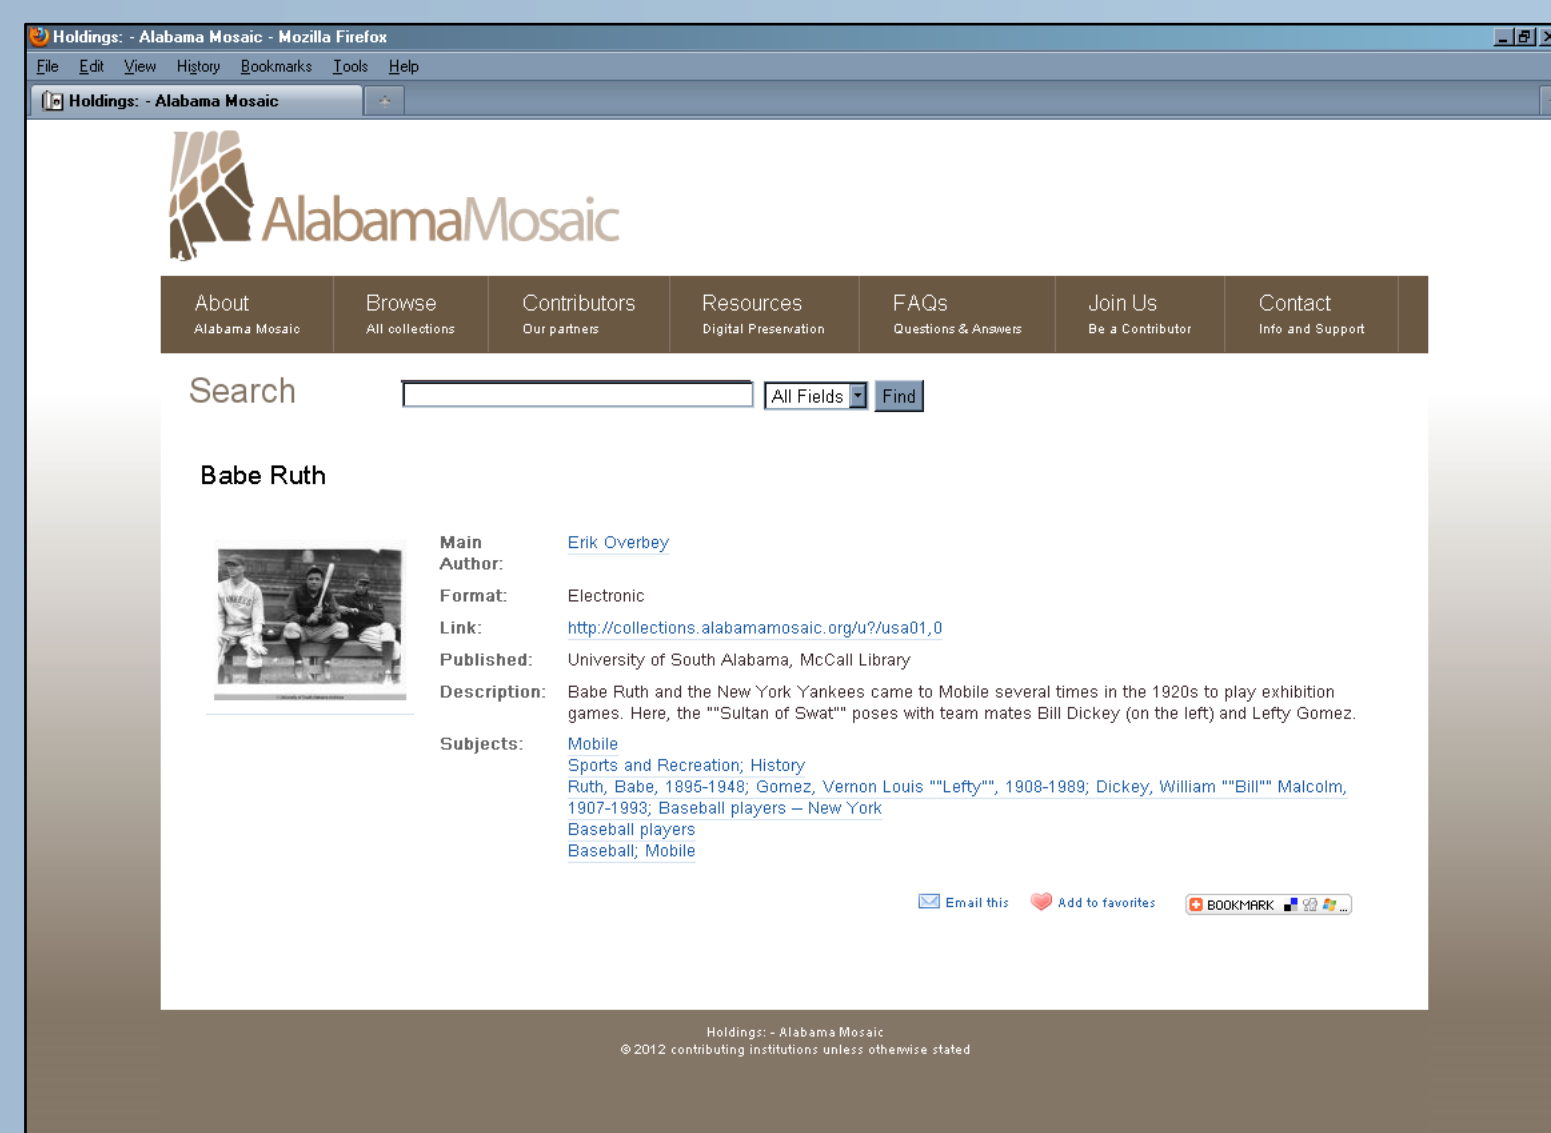 Holdings: - Alabama Mosaic - Mozilla Firefox
File Edit View History Bookmarks Tools Help
Holdings: - Alabama Mosaic
AlabamaMosaic
About Browse Contributors Resources FAQs Join Us Contact
Alabama Mosaic All collections Our partners Digital Preservation Questions & Answers Be a Contributor Info and Support
Search All Fields Find
Babe Ruth
Main Author: Erik Overbey
Format: Electronic
Link: http://collections.alabamamosaic.org/u?/usa01,0
Published: University of South Alabama, McCall Library
Description: Babe Ruth and the New York Yankees came to Mobile several times in the 1920s to play exhibition
games. Here, the ""Sultan of Swat"" poses with team mates Bill Dickey (on the left) and Lefty Gomez.
Subjects: Mobile
Sports and Recreation; History
Ruth, Babe, 1895-1948; Gomez, Vernon Louis ""Lefty"", 1908-1989; Dickey, William ""Bill"" Malcolm,
1907-1993; Baseball players – New York
Baseball players
Baseball; Mobile
Email this Add to favorites BOOKMARK ...
Holdings: - Alabama Mosaic
© 2012 contributing institutions unless otherwise stated